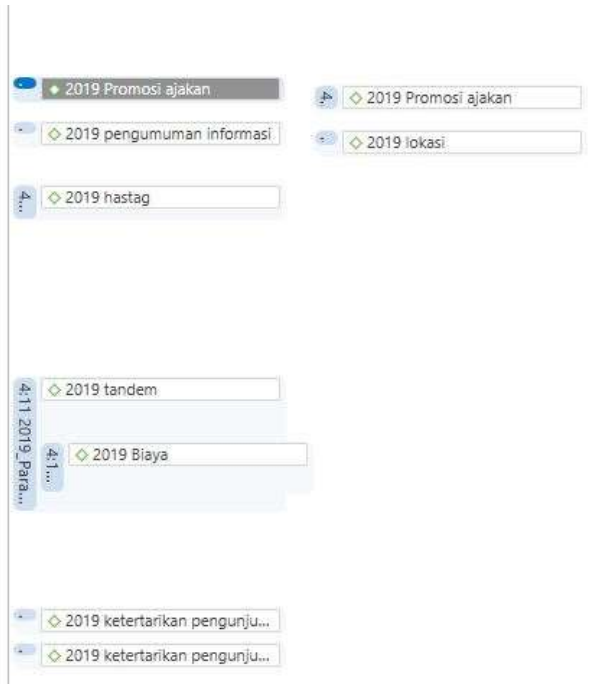 2019 Promosi ajakan
2019 Promosi ajakan
2019 pengumuman informasi
2019 lokasi
4...
2019 hastag
4:11 2019_Para...
2019 tandem
4:1...
2019 Biaya
2019 ketertarikan pengunju...
2019 ketertarikan pengunju...